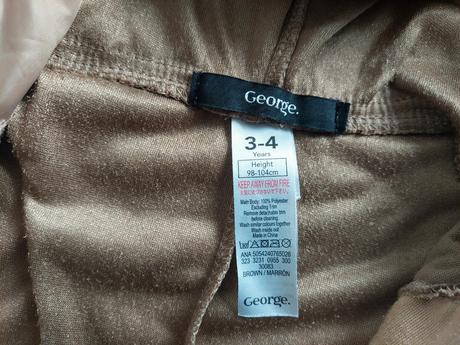 George.
3-4
Years
Height
98-104cm
KEEP AWAY FROM FIRE
Main Body: 100% Polyester
Excluding Trim
Remove detachable trim
before cleaning
Wash similar colours together
Wash inside out
Made in China
ANA 5054240765028
323 3231 0955 300
30083
BROWN / MARRÓN
George.